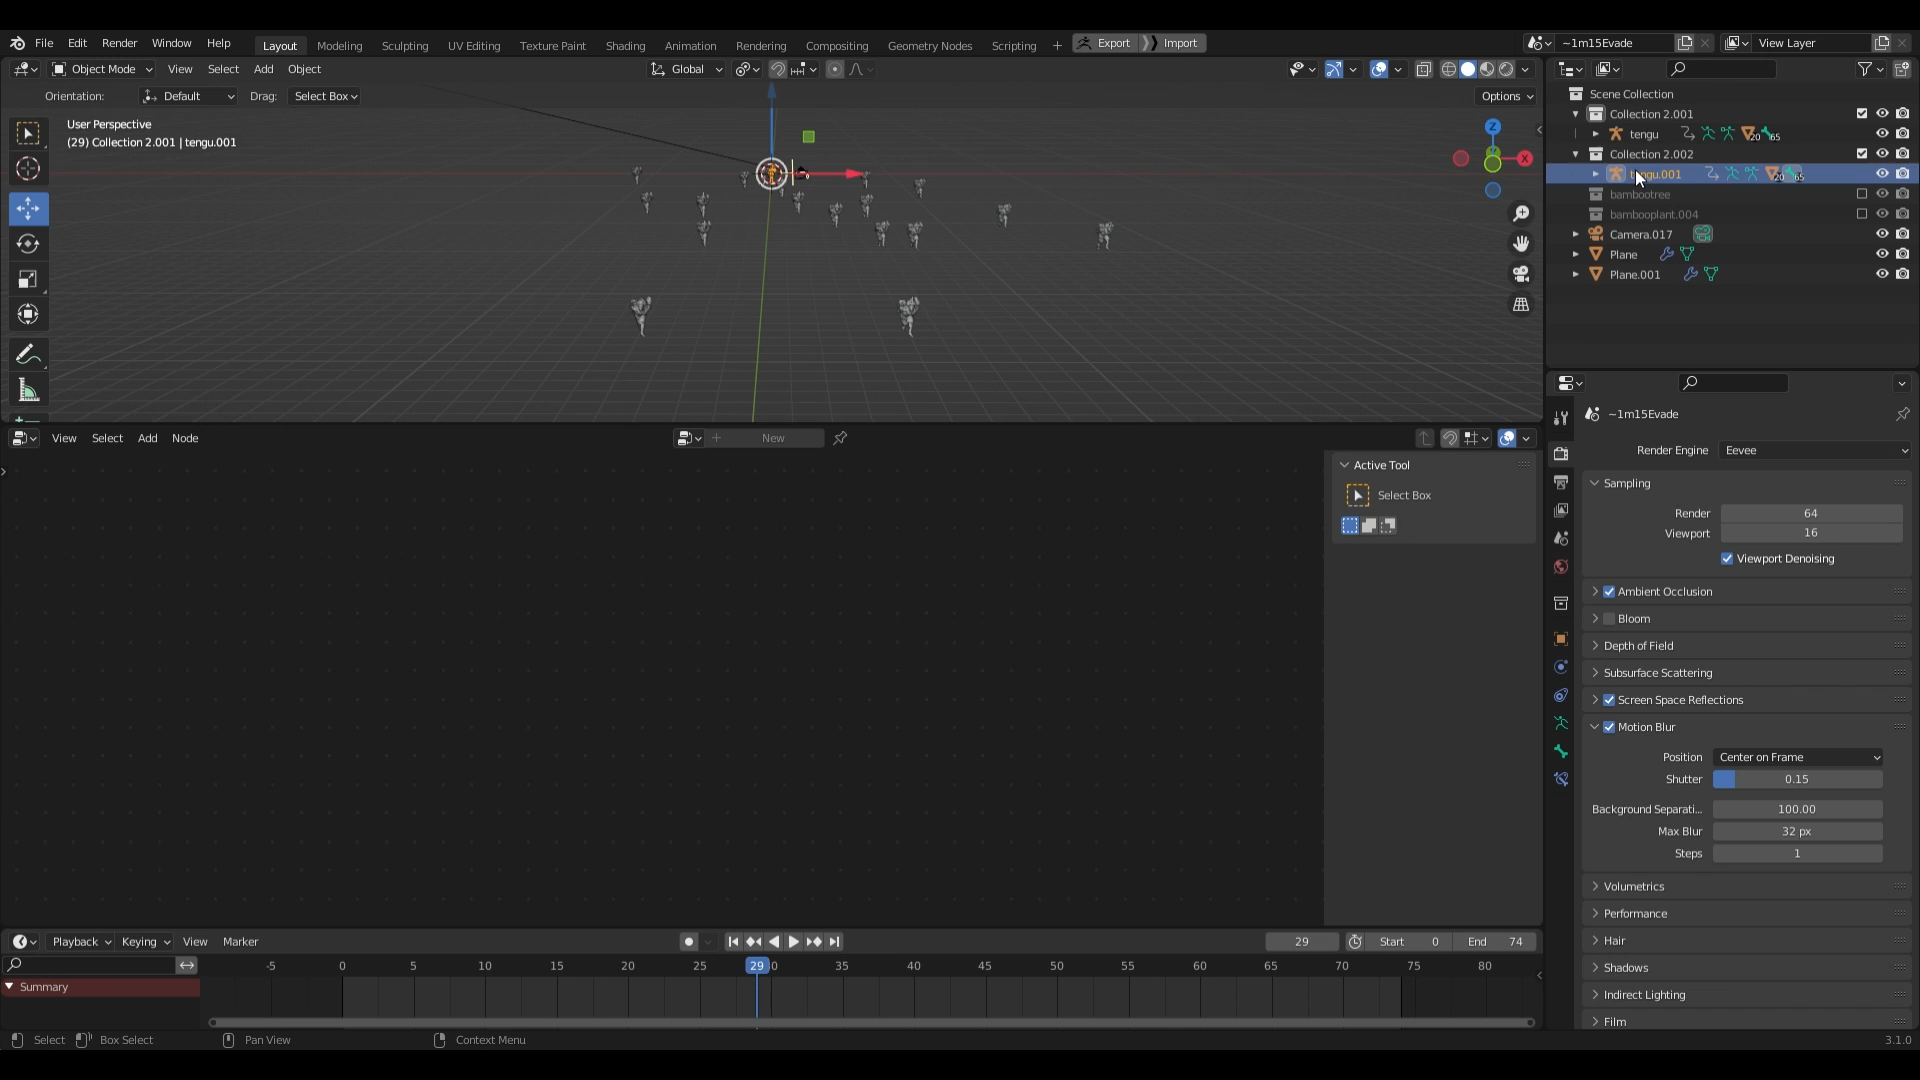 File Edit Render Window Help Layout Modeling Sculpting UV Editing Texture Paint Shading Animation Rendering Compositing Geometry Nodes Scripting + Export Import ~1m15Evade View Layer
Object Mode View Select Add Object Global
Orientation: Default Drag: Select Box Options
User Perspective
(29) Collection 2.001 | tengu.001
Z
X
Scene Collection
Collection 2.001
tengu 20 65
Collection 2.002
tengu.001 20 65
bambootree
bambooplant.004
Camera.017
Plane
Plane.001
View Select Add Node New
Active Tool
Select Box
~1m15Evade
Render Engine Eevee
Sampling
Render 64
Viewport 16
Viewport Denoising
Ambient Occlusion
Bloom
Depth of Field
Subsurface Scattering
Screen Space Reflections
Motion Blur
Position Center on Frame
Shutter 0.15
Background Separati... 100.00
Max Blur 32 px
Steps 1
Volumetrics
Performance
Hair
Shadows
Indirect Lighting
Film
Playback Keying View Marker 29 Start 0 End 74
-5 0 5 10 15 20 25 29 30 35 40 45 50 55 60 65 70 75 80
Summary
Select Box Select Pan View Context Menu 3.1.0